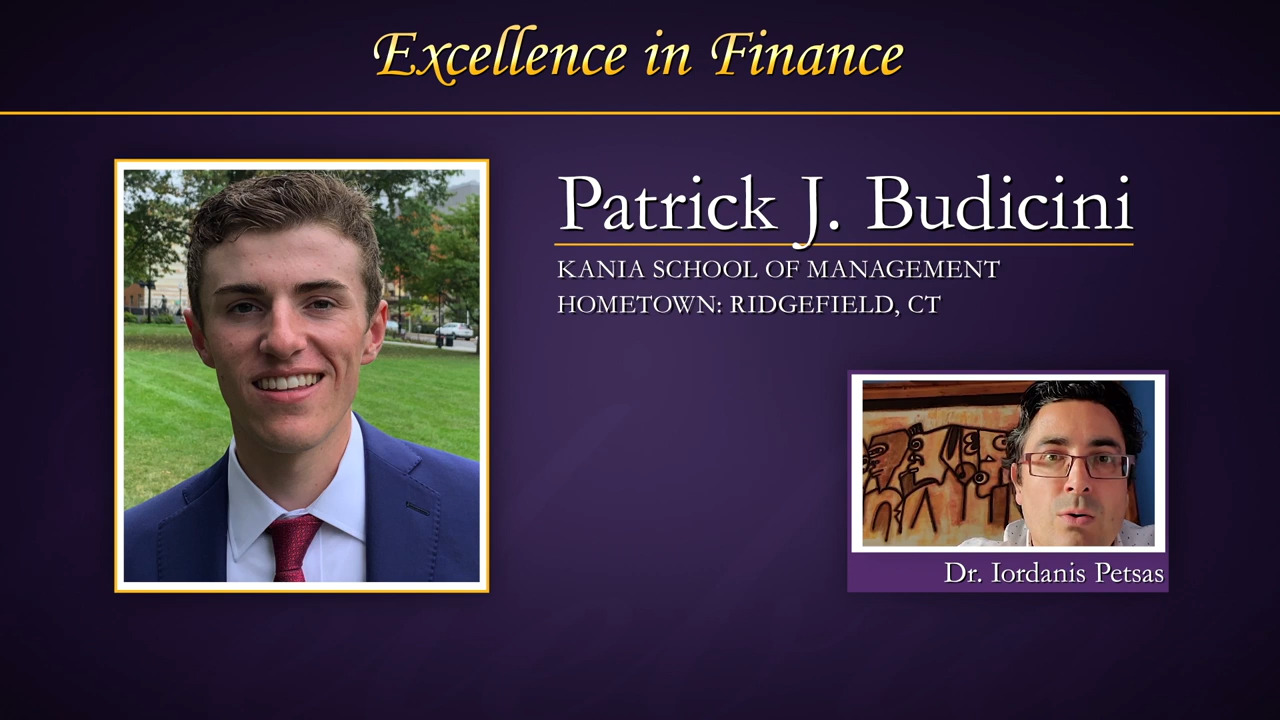 Excellence in Finance
Patrick J. Budicini
KANIA SCHOOL OF MANAGEMENT
HOMETOWN: RIDGEFIELD, CT
Dr. Iordanis Petsas